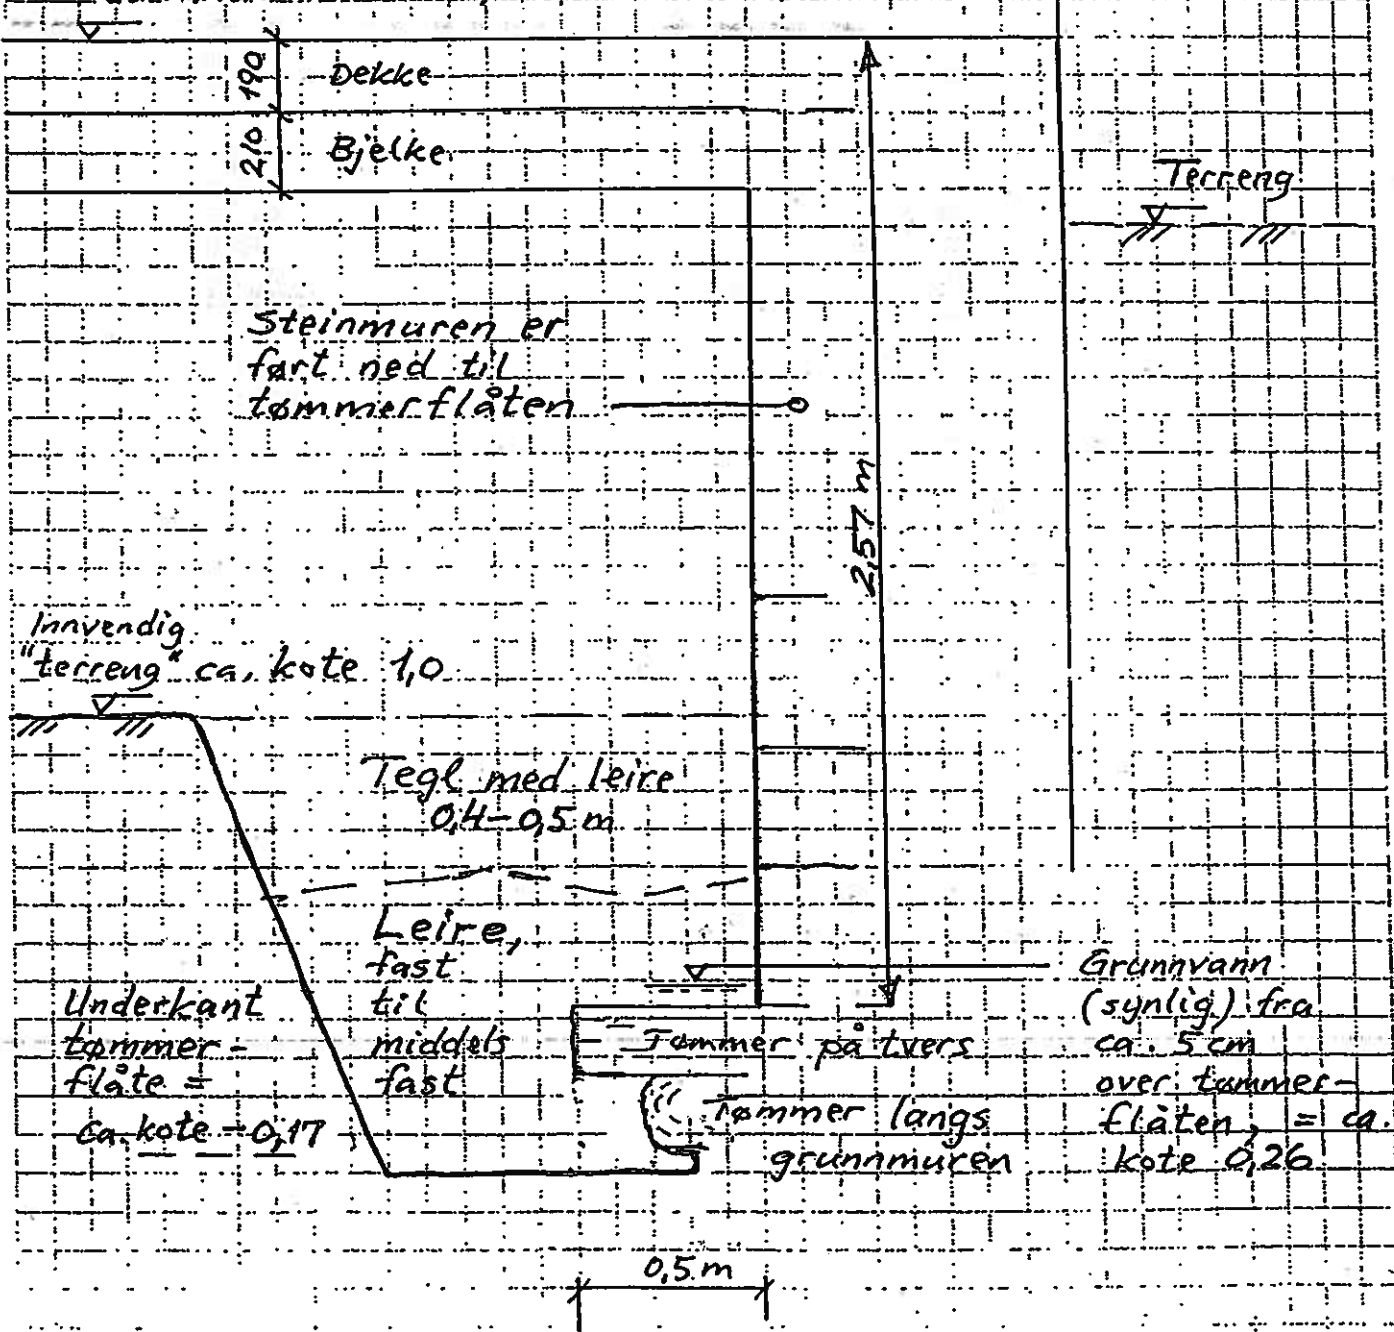 190
Dekke
210
Bjelke
Terreng
Steinmuren er
ført ned til
tømmerflåten
2,57 m
Innvendig
"terreng" ca. kote 1,0
Tegl med leire
0,4-0,5 m
Leire,
fast
til
middels
fast
Underkant
tømmer-
flåte =
ca. kote -0,17
Tømmer på tvers
Tømmer langs
grunnmuren
Grunnvann
(synlig) fra
ca. 5 cm
over tømmer-
flåten, = ca.
kote 0,26
0,5 m